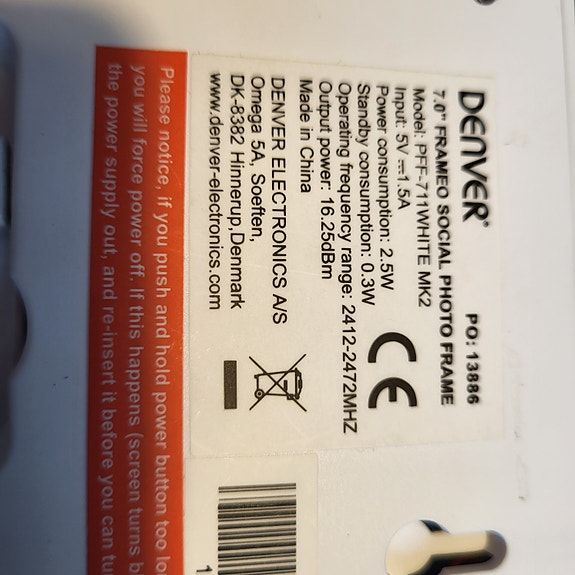 DENVER®
PO: 13886
7.0" FRAMEO SOCIAL PHOTO FRAME
Model: PFF-711WHITE MK2
Input: 5V⎓1.5A
Power consumption: 2.5W
Standby consumption: 0.3W
Operating frequency range: 2412-2472MHZ
Output power: 16.25dBm
Made in China
CE
DENVER ELECTRONICS A/S
Omega 5A, Soeften,
DK-8382 Hinnerup,Denmark
www.denver-electronics.com
Please notice, if you push and hold power button too lo
you will force power off. If this happens (screen turns b
the power supply out, and re-insert it before you can tu
1